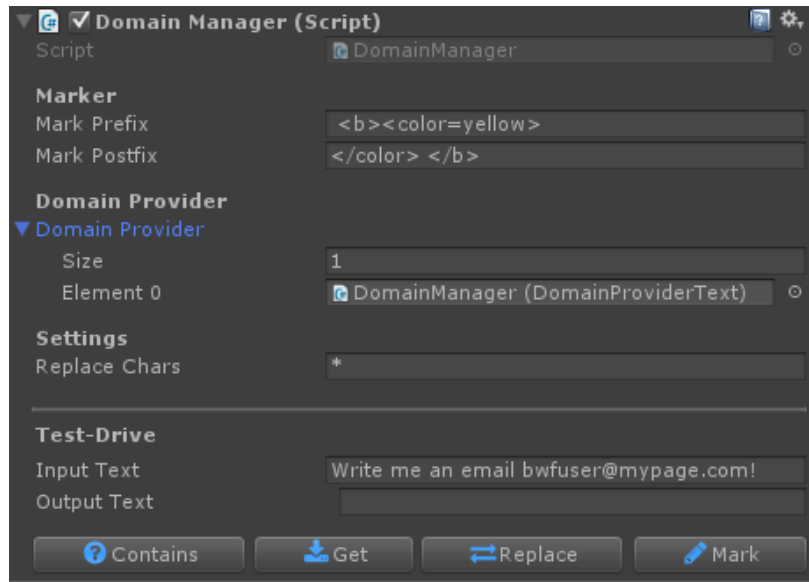 Domain Manager (Script)
Script DomainManager
Marker
Mark Prefix <b><color=yellow>
Mark Postfix </color> </b>
Domain Provider
Domain Provider
Size 1
Element 0 DomainManager (DomainProviderText)
Settings
Replace Chars *
Test-Drive
Input Text Write me an email bwfuser@mypage.com!
Output Text
Contains Get Replace Mark